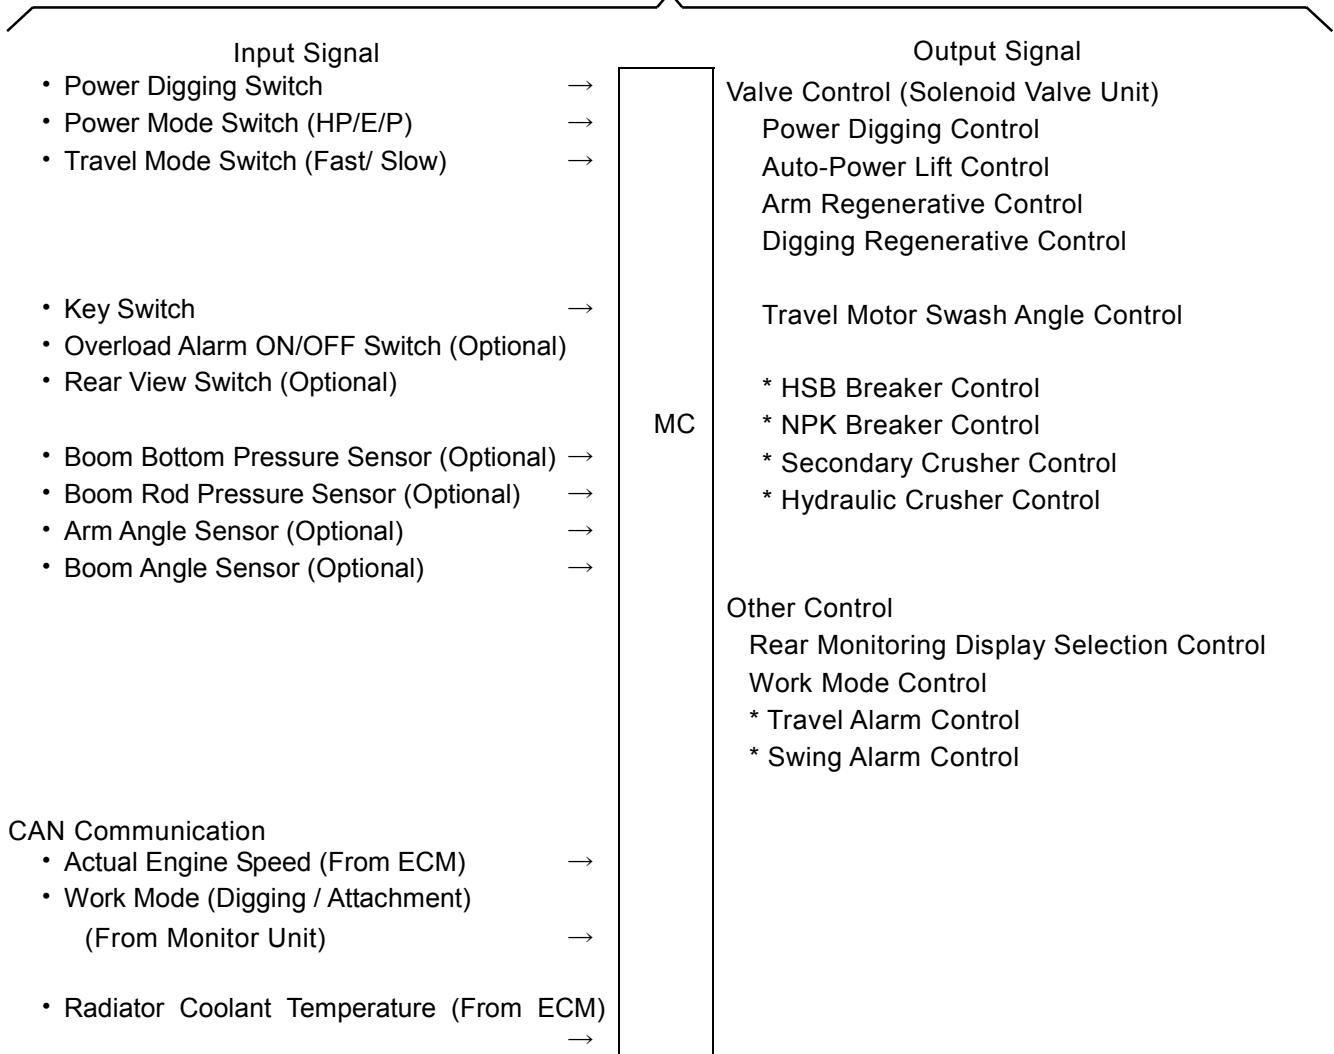 Input Signal
・ Power Digging Switch →
・ Power Mode Switch (HP/E/P) →
・ Travel Mode Switch (Fast/ Slow) →
・ Key Switch →
・ Overload Alarm ON/OFF Switch (Optional)
・ Rear View Switch (Optional)
・ Boom Bottom Pressure Sensor (Optional) →
・ Boom Rod Pressure Sensor (Optional) →
・ Arm Angle Sensor (Optional) →
・ Boom Angle Sensor (Optional) →
CAN Communication
・ Actual Engine Speed (From ECM) →
・ Work Mode (Digging / Attachment)
(From Monitor Unit) →
・ Radiator Coolant Temperature (From ECM)
→
MC
Output Signal
Valve Control (Solenoid Valve Unit)
Power Digging Control
Auto-Power Lift Control
Arm Regenerative Control
Digging Regenerative Control
Travel Motor Swash Angle Control
* HSB Breaker Control
* NPK Breaker Control
* Secondary Crusher Control
* Hydraulic Crusher Control
Other Control
Rear Monitoring Display Selection Control
Work Mode Control
* Travel Alarm Control
* Swing Alarm Control